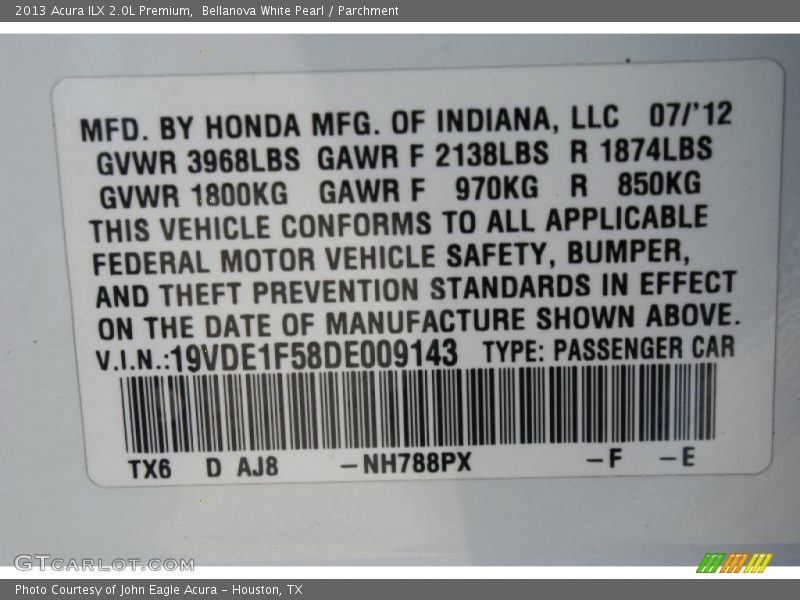 2013 Acura ILX 2.0L Premium,  Bellanova White Pearl / Parchment
MFD. BY HONDA MFG. OF INDIANA, LLC 07/'12
GVWR 3968LBS GAWR F 2138LBS R 1874LBS
GVWR 1800KG GAWR F 970KG R 850KG
THIS VEHICLE CONFORMS TO ALL APPLICABLE
FEDERAL MOTOR VEHICLE SAFETY, BUMPER,
AND THEFT PREVENTION STANDARDS IN EFFECT
ON THE DATE OF MANUFACTURE SHOWN ABOVE.
V.I.N.:19VDE1F58DE009143 TYPE: PASSENGER CAR
TX6 D AJ8 –NH788PX –F –E
GTCARLOT.COM
Photo Courtesy of John Eagle Acura – Houston, TX